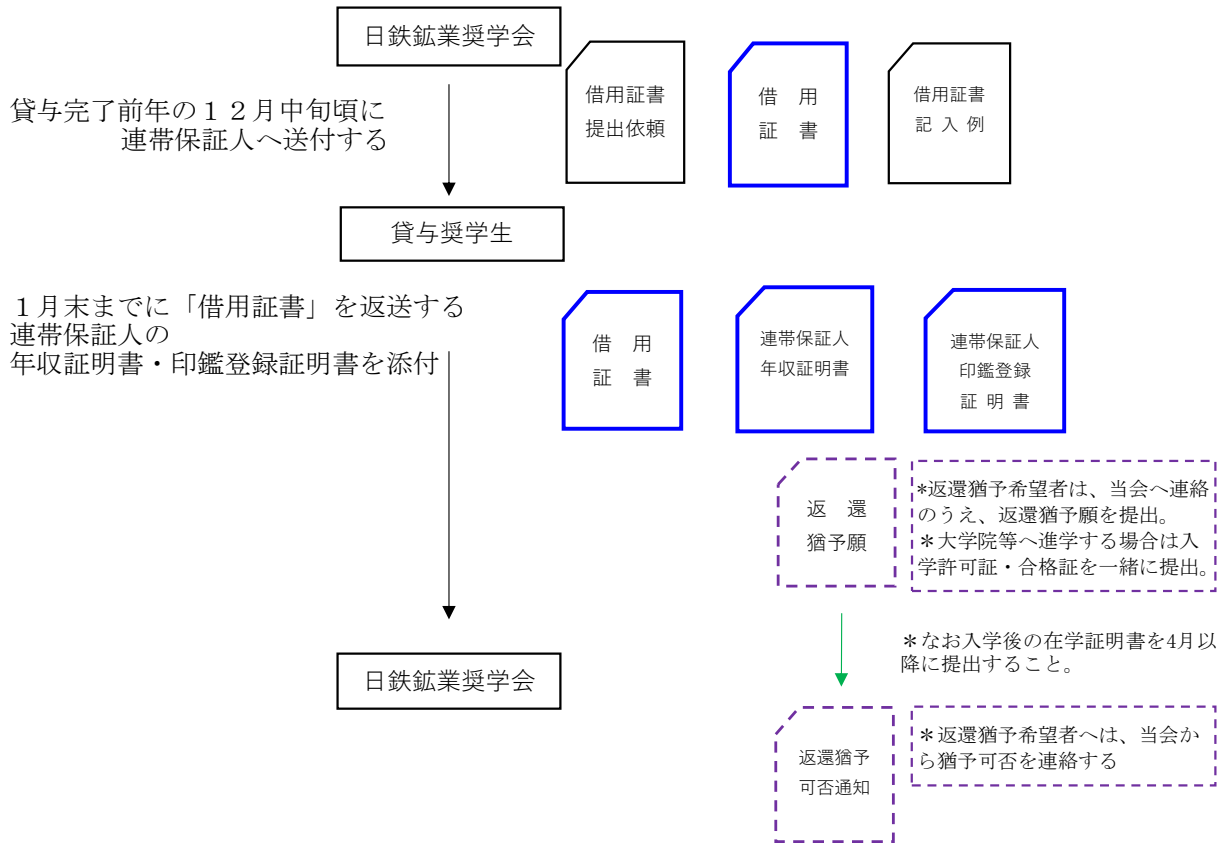 日鉄鉱業奨学会
貸与完了前年の１２月中旬頃に
連帯保証人へ送付する
借用証書
提出依頼
借　用
証　書
借用証書
記 入 例
貸与奨学生
１月末までに「借用証書」を返送する
連帯保証人の
年収証明書・印鑑登録証明書を添付
借　用
証　書
連帯保証人
年収証明書
連帯保証人
印鑑登録
証 明 書
返　還
猶予願
*返還猶予希望者は、当会へ連絡
のうえ、返還猶予願を提出。
＊大学院等へ進学する場合は入
学許可証・合格証を一緒に提出。
＊なお入学後の在学証明書を4月以
降に提出すること。
日鉄鉱業奨学会
返還猶予
可否通知
＊返還猶予希望者へは、当会か
ら猶予可否を連絡する